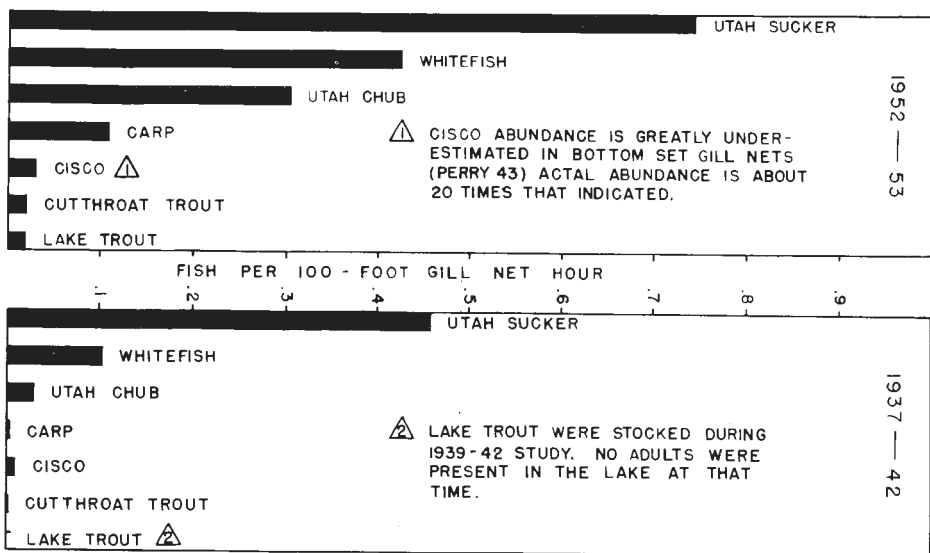 UTAH SUCKER
WHITEFISH
UTAH CHUB
CARP
CISCO 1
CUTTHROAT TROUT
LAKE TROUT
1 CISCO ABUNDANCE IS GREATLY UNDER-
ESTIMATED IN BOTTOM SET GILL NETS
(PERRY 43) ACTAL ABUNDANCE IS ABOUT
20 TIMES THAT INDICATED.
1952 — 53
FISH PER 100 - FOOT GILL NET HOUR
.1 .2 .3 .4 .5 .6 .7 .8 .9
UTAH SUCKER
WHITEFISH
UTAH CHUB
CARP
CISCO
CUTTHROAT TROUT
LAKE TROUT 2
2 LAKE TROUT WERE STOCKED DURING
1939-42 STUDY. NO ADULTS WERE
PRESENT IN THE LAKE AT THAT
TIME.
1937 — 42